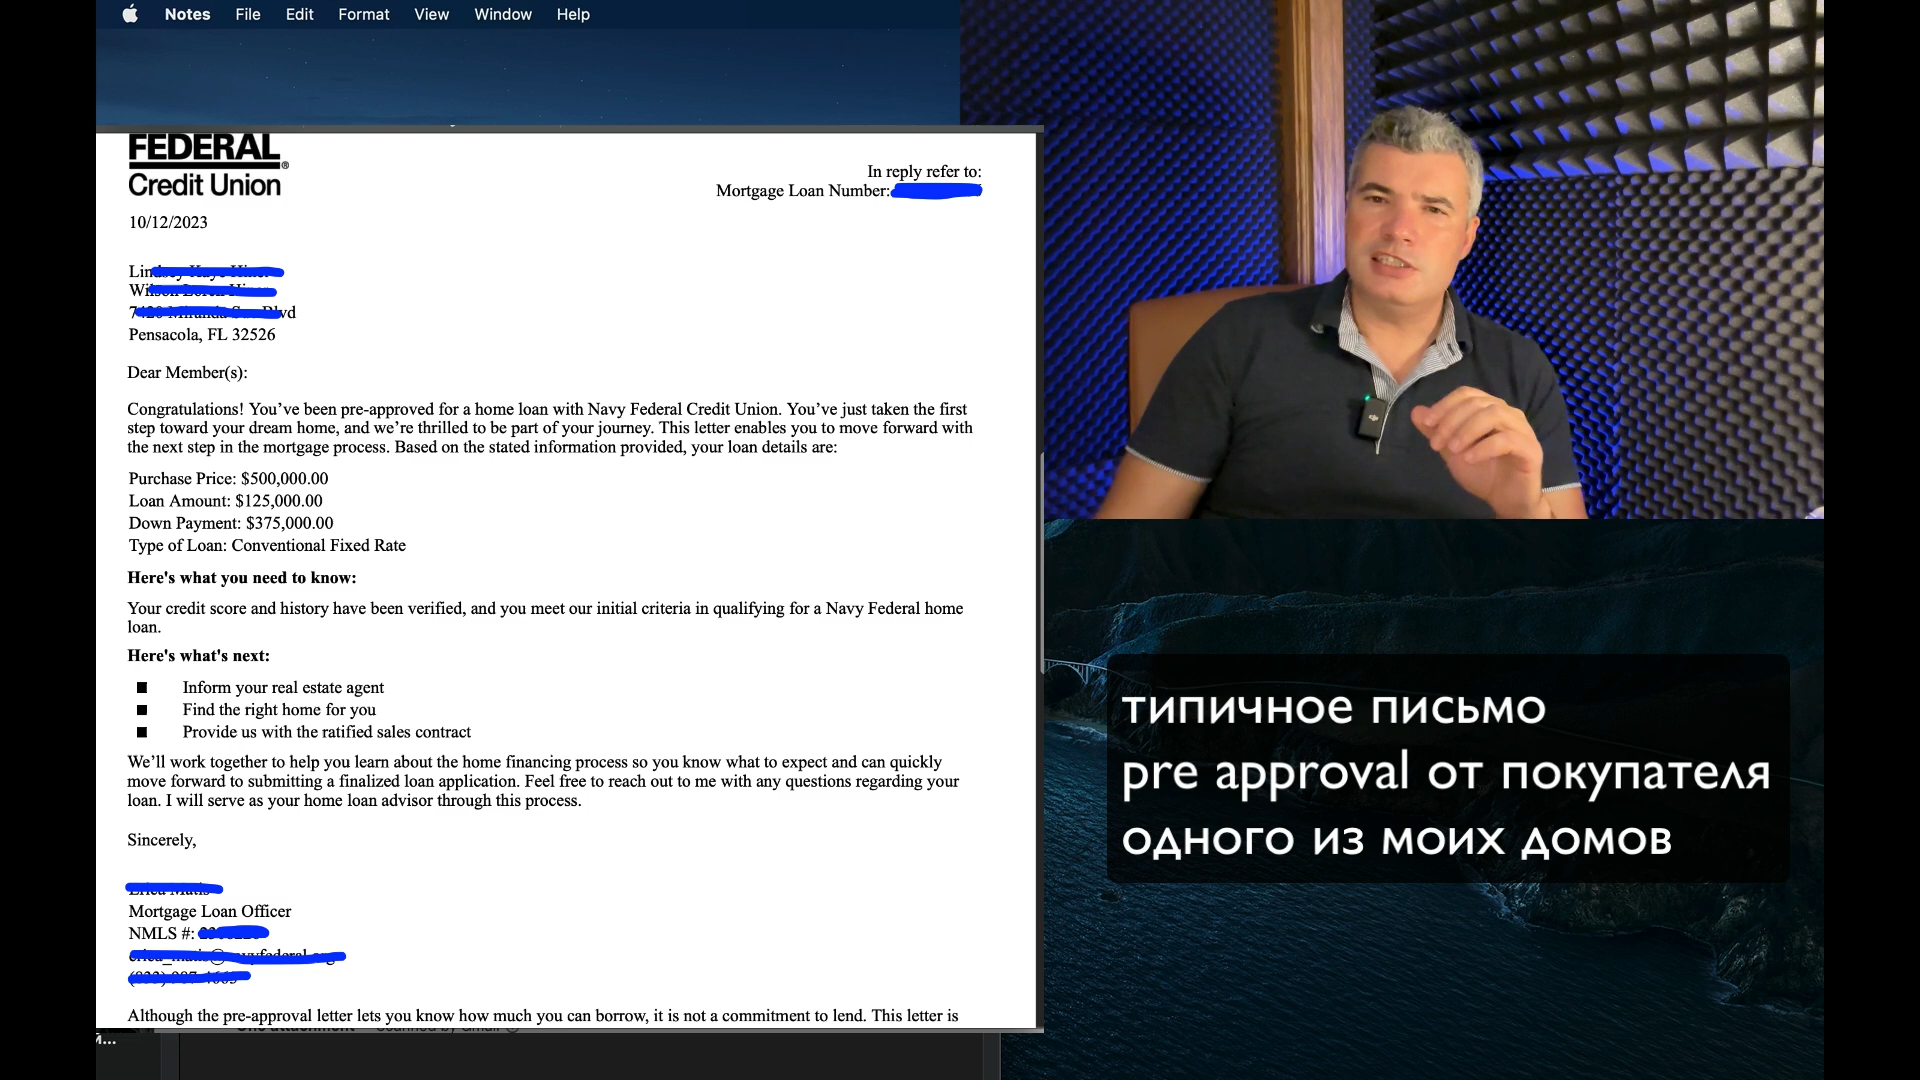 Notes File Edit Format View Window Help
FEDERAL®
Credit Union
In reply refer to:
Mortgage Loan Number:
10/12/2023
Pensacola, FL 32526
Dear Member(s):
Congratulations! You’ve been pre-approved for a home loan with Navy Federal Credit Union. You’ve just taken the first
step toward your dream home, and we’re thrilled to be part of your journey. This letter enables you to move forward with
the next step in the mortgage process. Based on the stated information provided, your loan details are:
Purchase Price: $500,000.00
Loan Amount: $125,000.00
Down Payment: $375,000.00
Type of Loan: Conventional Fixed Rate
Here's what you need to know:
Your credit score and history have been verified, and you meet our initial criteria in qualifying for a Navy Federal home
loan.
Here's what's next:
■ Inform your real estate agent
■ Find the right home for you
■ Provide us with the ratified sales contract
We’ll work together to help you learn about the home financing process so you know what to expect and can quickly
move forward to submitting a finalized loan application. Feel free to reach out to me with any questions regarding your
loan. I will serve as your home loan advisor through this process.
Sincerely,
Mortgage Loan Officer
NMLS #:
Although the pre-approval letter lets you know how much you can borrow, it is not a commitment to lend. This letter is
типичное письмо
pre approval от покупателя
одного из моих домов